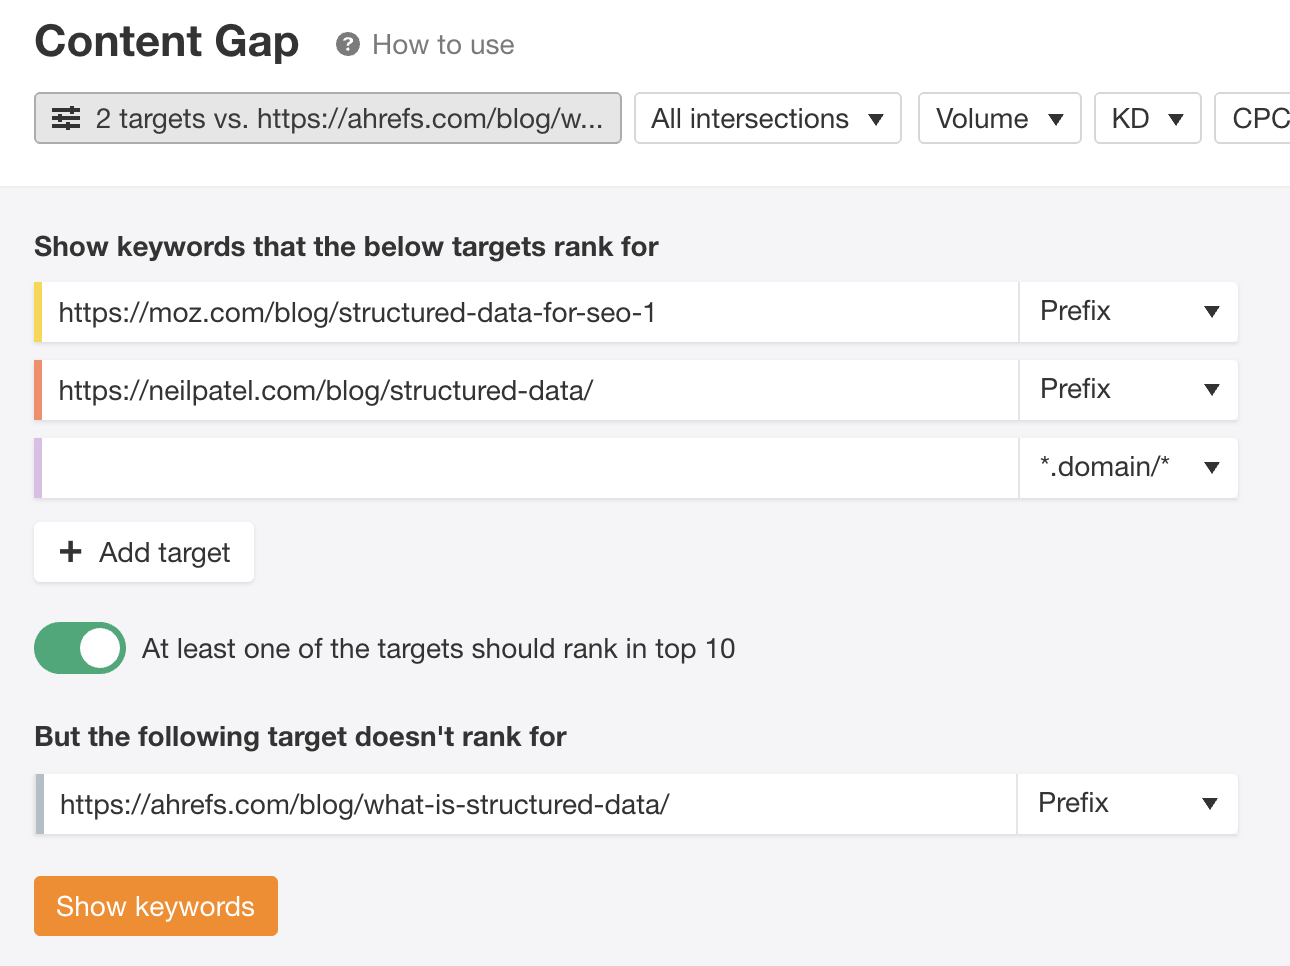 Content Gap ? How to use
2 targets vs. https://ahrefs.com/blog/w... All intersections Volume KD CPC
Show keywords that the below targets rank for
https://moz.com/blog/structured-data-for-seo-1 Prefix
https://neilpatel.com/blog/structured-data/ Prefix
*.domain/*
+ Add target
At least one of the targets should rank in top 10
But the following target doesn't rank for
https://ahrefs.com/blog/what-is-structured-data/ Prefix
Show keywords